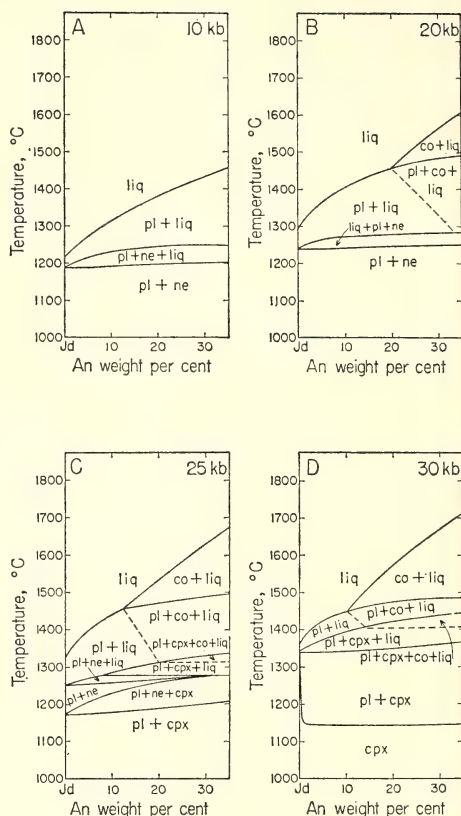 A
10 kb
1800
1700
1600
1500
1400
1300
1200
1100
1000
Temperature, °C
liq
pl + liq
pl+ne+liq
pl + ne
Jd 10 20 30
An weight per cent
B
20kb
1800
1700
1600
1500
1400
1300
1200
1100
1000
Temperature, °C
liq
co+liq
pl+co+
liq
pl+liq
liq+pl+ne
pl + ne
Jd 10 20 30
An weight per cent
C
25 kb
1800
1700
1600
1500
1400
1300
1200
1100
1000
Temperature, °C
liq
co+liq
pl+co+liq
pl+liq
pl+cpx+co+liq
pl+ne+liq
pl+cpx+liq
pl+ne
pl+ne+cpx
pl + cpx
Jd 10 20 30
An weight per cent
D
30 kb
1800
1700
1600
1500
1400
1300
1200
1100
1000
Temperature, °C
liq
co+liq
pl+liq
pl+co+liq
pl+cpx+liq
pl+cpx+co+liq
pl+cpx
cpx
Jd 10 20 30
An weight per cent